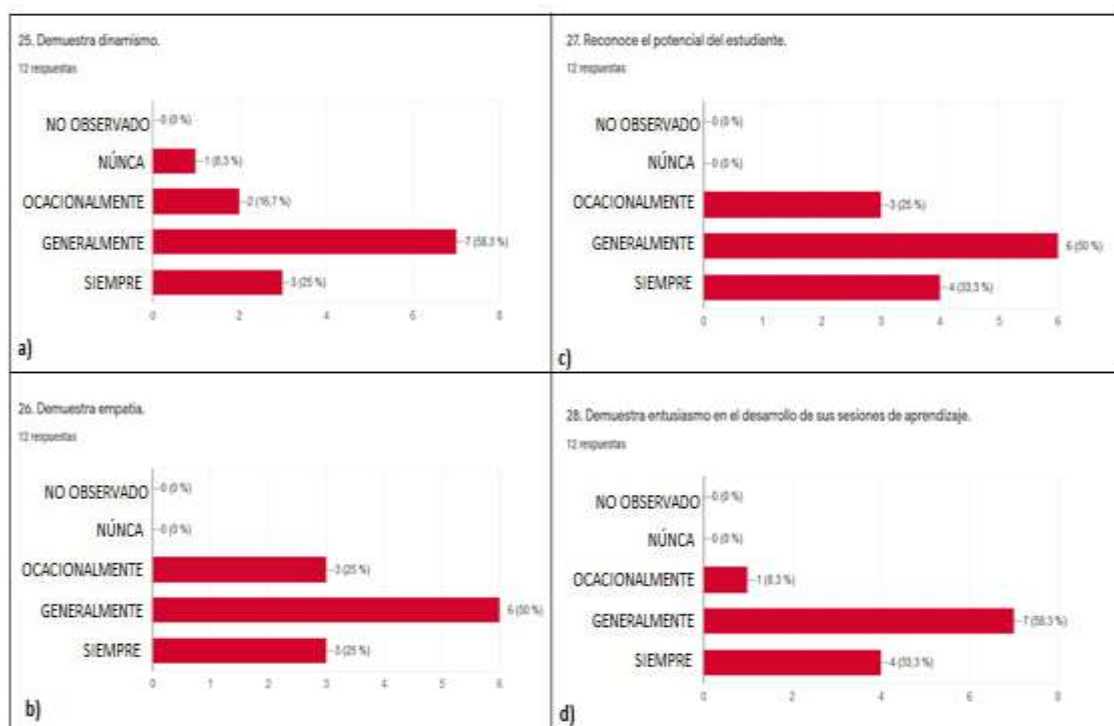 25. Demuestra dinamismo.
12 respuestas
NO OBSERVADO
0 (0 %)
NÚNCA
1 (8,3 %)
OCACIONALMENTE
2 (16,7 %)
GENERALMENTE
7 (58,3 %)
SIEMPRE
3 (25 %)
0 2 4 6 8
a)
27. Reconoce el potencial del estudiante.
12 respuestas
NO OBSERVADO
0 (0 %)
NÚNCA
0 (0 %)
OCACIONALMENTE
3 (25 %)
GENERALMENTE
6 (50 %)
SIEMPRE
4 (33,3 %)
0 1 2 3 4 5 6
c)
26. Demuestra empatía.
12 respuestas
NO OBSERVADO
0 (0 %)
NÚNCA
0 (0 %)
OCACIONALMENTE
3 (25 %)
GENERALMENTE
6 (50 %)
SIEMPRE
3 (25 %)
0 1 2 3 4 5 6
b)
28. Demuestra entusiasmo en el desarrollo de sus sesiones de aprendizaje.
12 respuestas
NO OBSERVADO
0 (0 %)
NÚNCA
0 (0 %)
OCACIONALMENTE
1 (8,3 %)
GENERALMENTE
7 (58,3 %)
SIEMPRE
4 (33,3 %)
0 2 4 6 8
d)